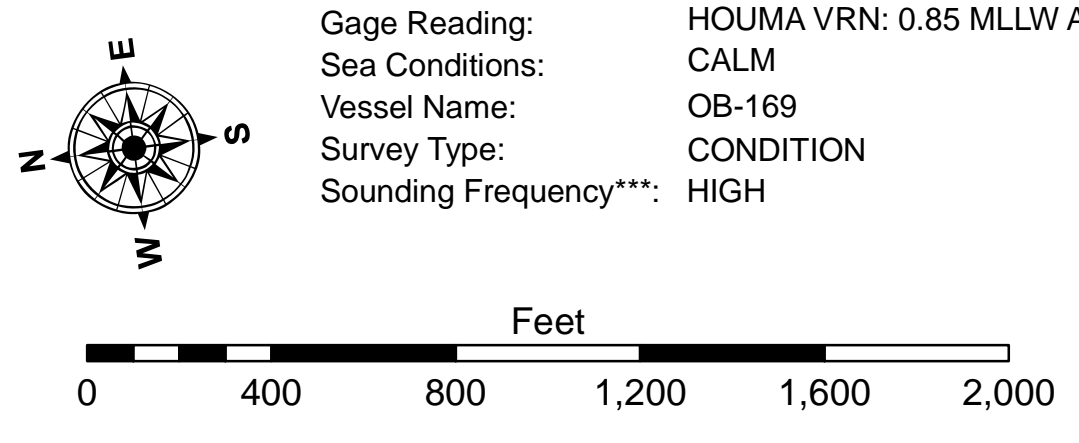 E
N
S
W
Gage Reading: HOUMA VRN: 0.85 MLLW
Sea Conditions: CALM
Vessel Name: OB-169
Survey Type: CONDITION
Sounding Frequency***: HIGH
Feet
0 400 800 1,200 1,600 2,000